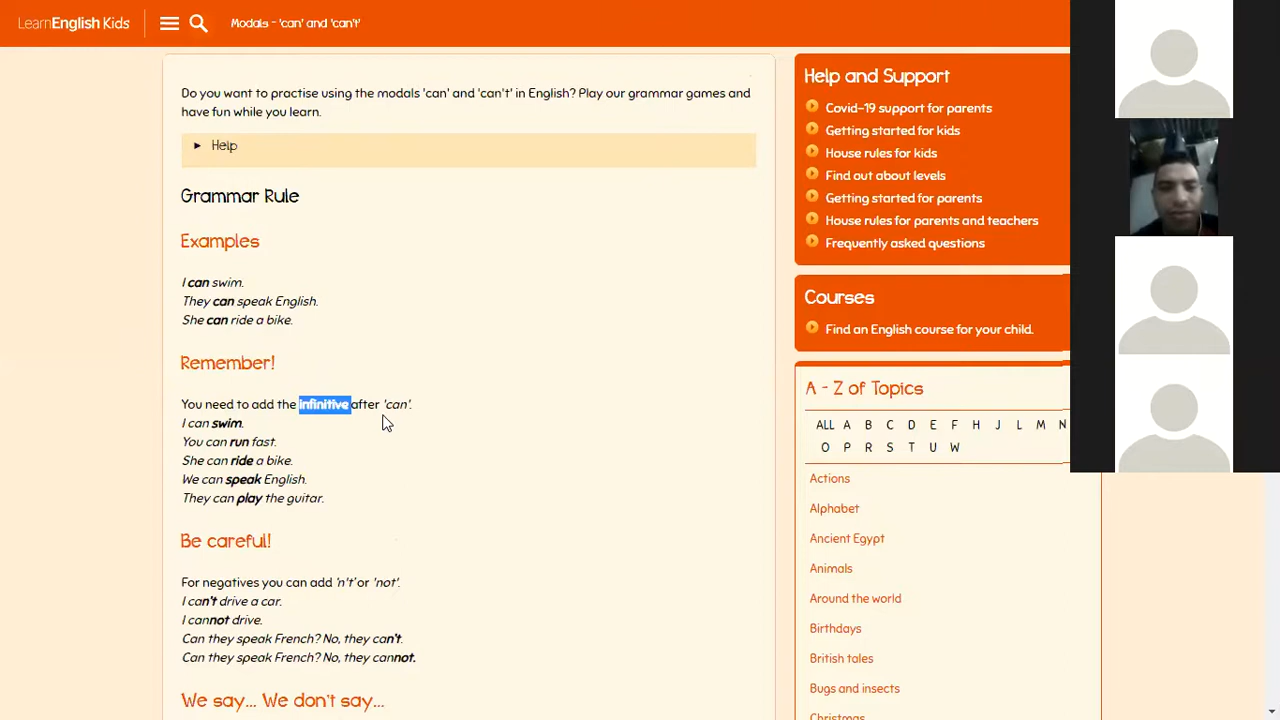 LearnEnglish Kids
Modals - 'can' and 'can't'
Do you want to practise using the modals 'can' and 'can't' in English? Play our grammar games and
have fun while you learn.
Help
Grammar Rule
Examples
I can swim.
They can speak English.
She can ride a bike.
Remember!
You need to add the infinitive after 'can'.
I can swim.
You can run fast.
She can ride a bike.
We can speak English.
They can play the guitar.
Be careful!
For negatives you can add 'n't' or 'not'.
I can't drive a car.
I cannot drive.
Can they speak French? No, they can't.
Can they speak French? No, they cannot.
We say... We don't say...
Help and Support
Covid-19 support for parents
Getting started for kids
House rules for kids
Find out about levels
Getting started for parents
House rules for parents and teachers
Frequently asked questions
Courses
Find an English course for your child.
A - Z of Topics
ALL A B C D E F H J L M N
O P R S T U W
Actions
Alphabet
Ancient Egypt
Animals
Around the world
Birthdays
British tales
Bugs and insects
Christmas